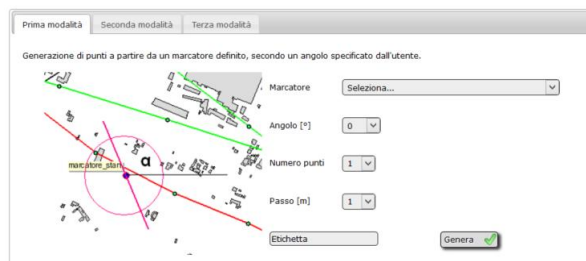 Prima modalità Seconda modalità Terza modalità
Generazione di punti a partire da un marcatore definito, secondo un angolo specificato dall'utente.
Marcatore Seleziona...
Angolo [°] 0
α
marcatore_start
Numero punti 1
Passo [m] 1
Etichetta Genera